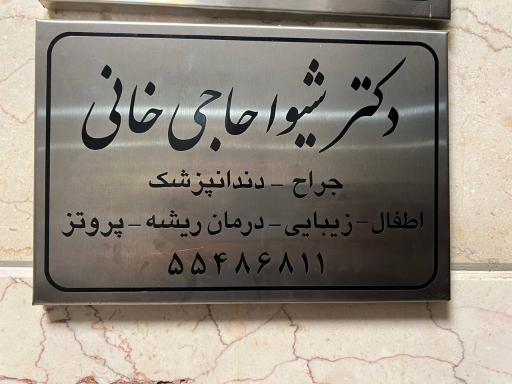 دکتر شیوا حاجی خانی
جراح - دندانپزشک
اطفال - زیبایی - درمان ریشه - پروتز
۵۵۴۸۶۸۱۱